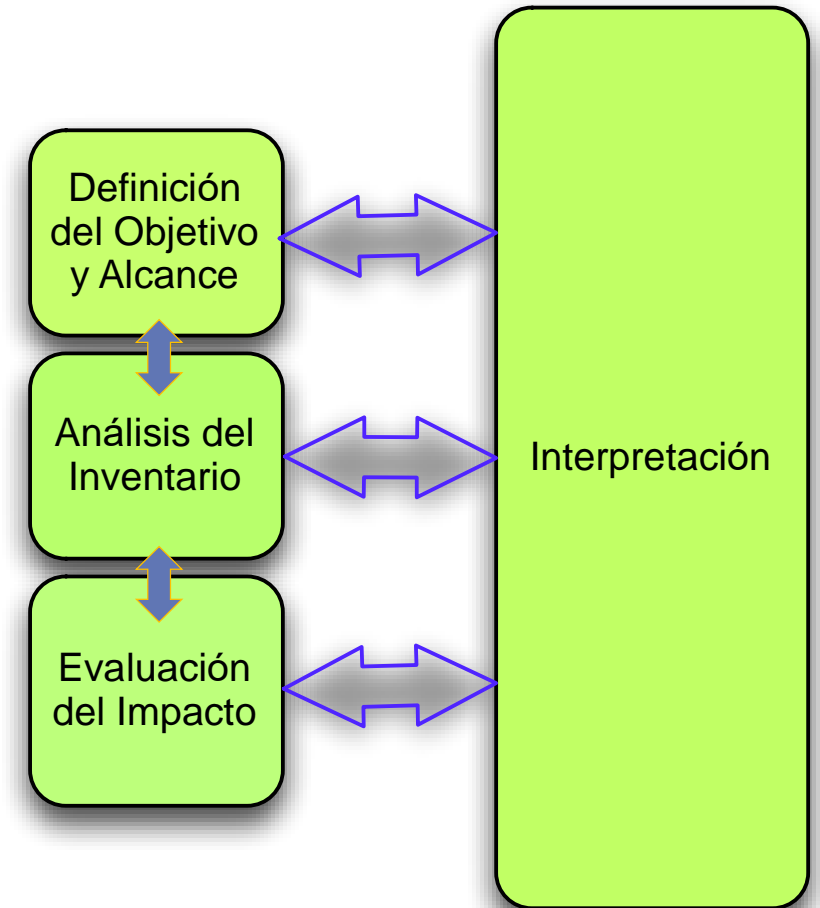 Definición
del Objetivo
y Alcance
Análisis del
Inventario
Interpretación
Evaluación
del Impacto